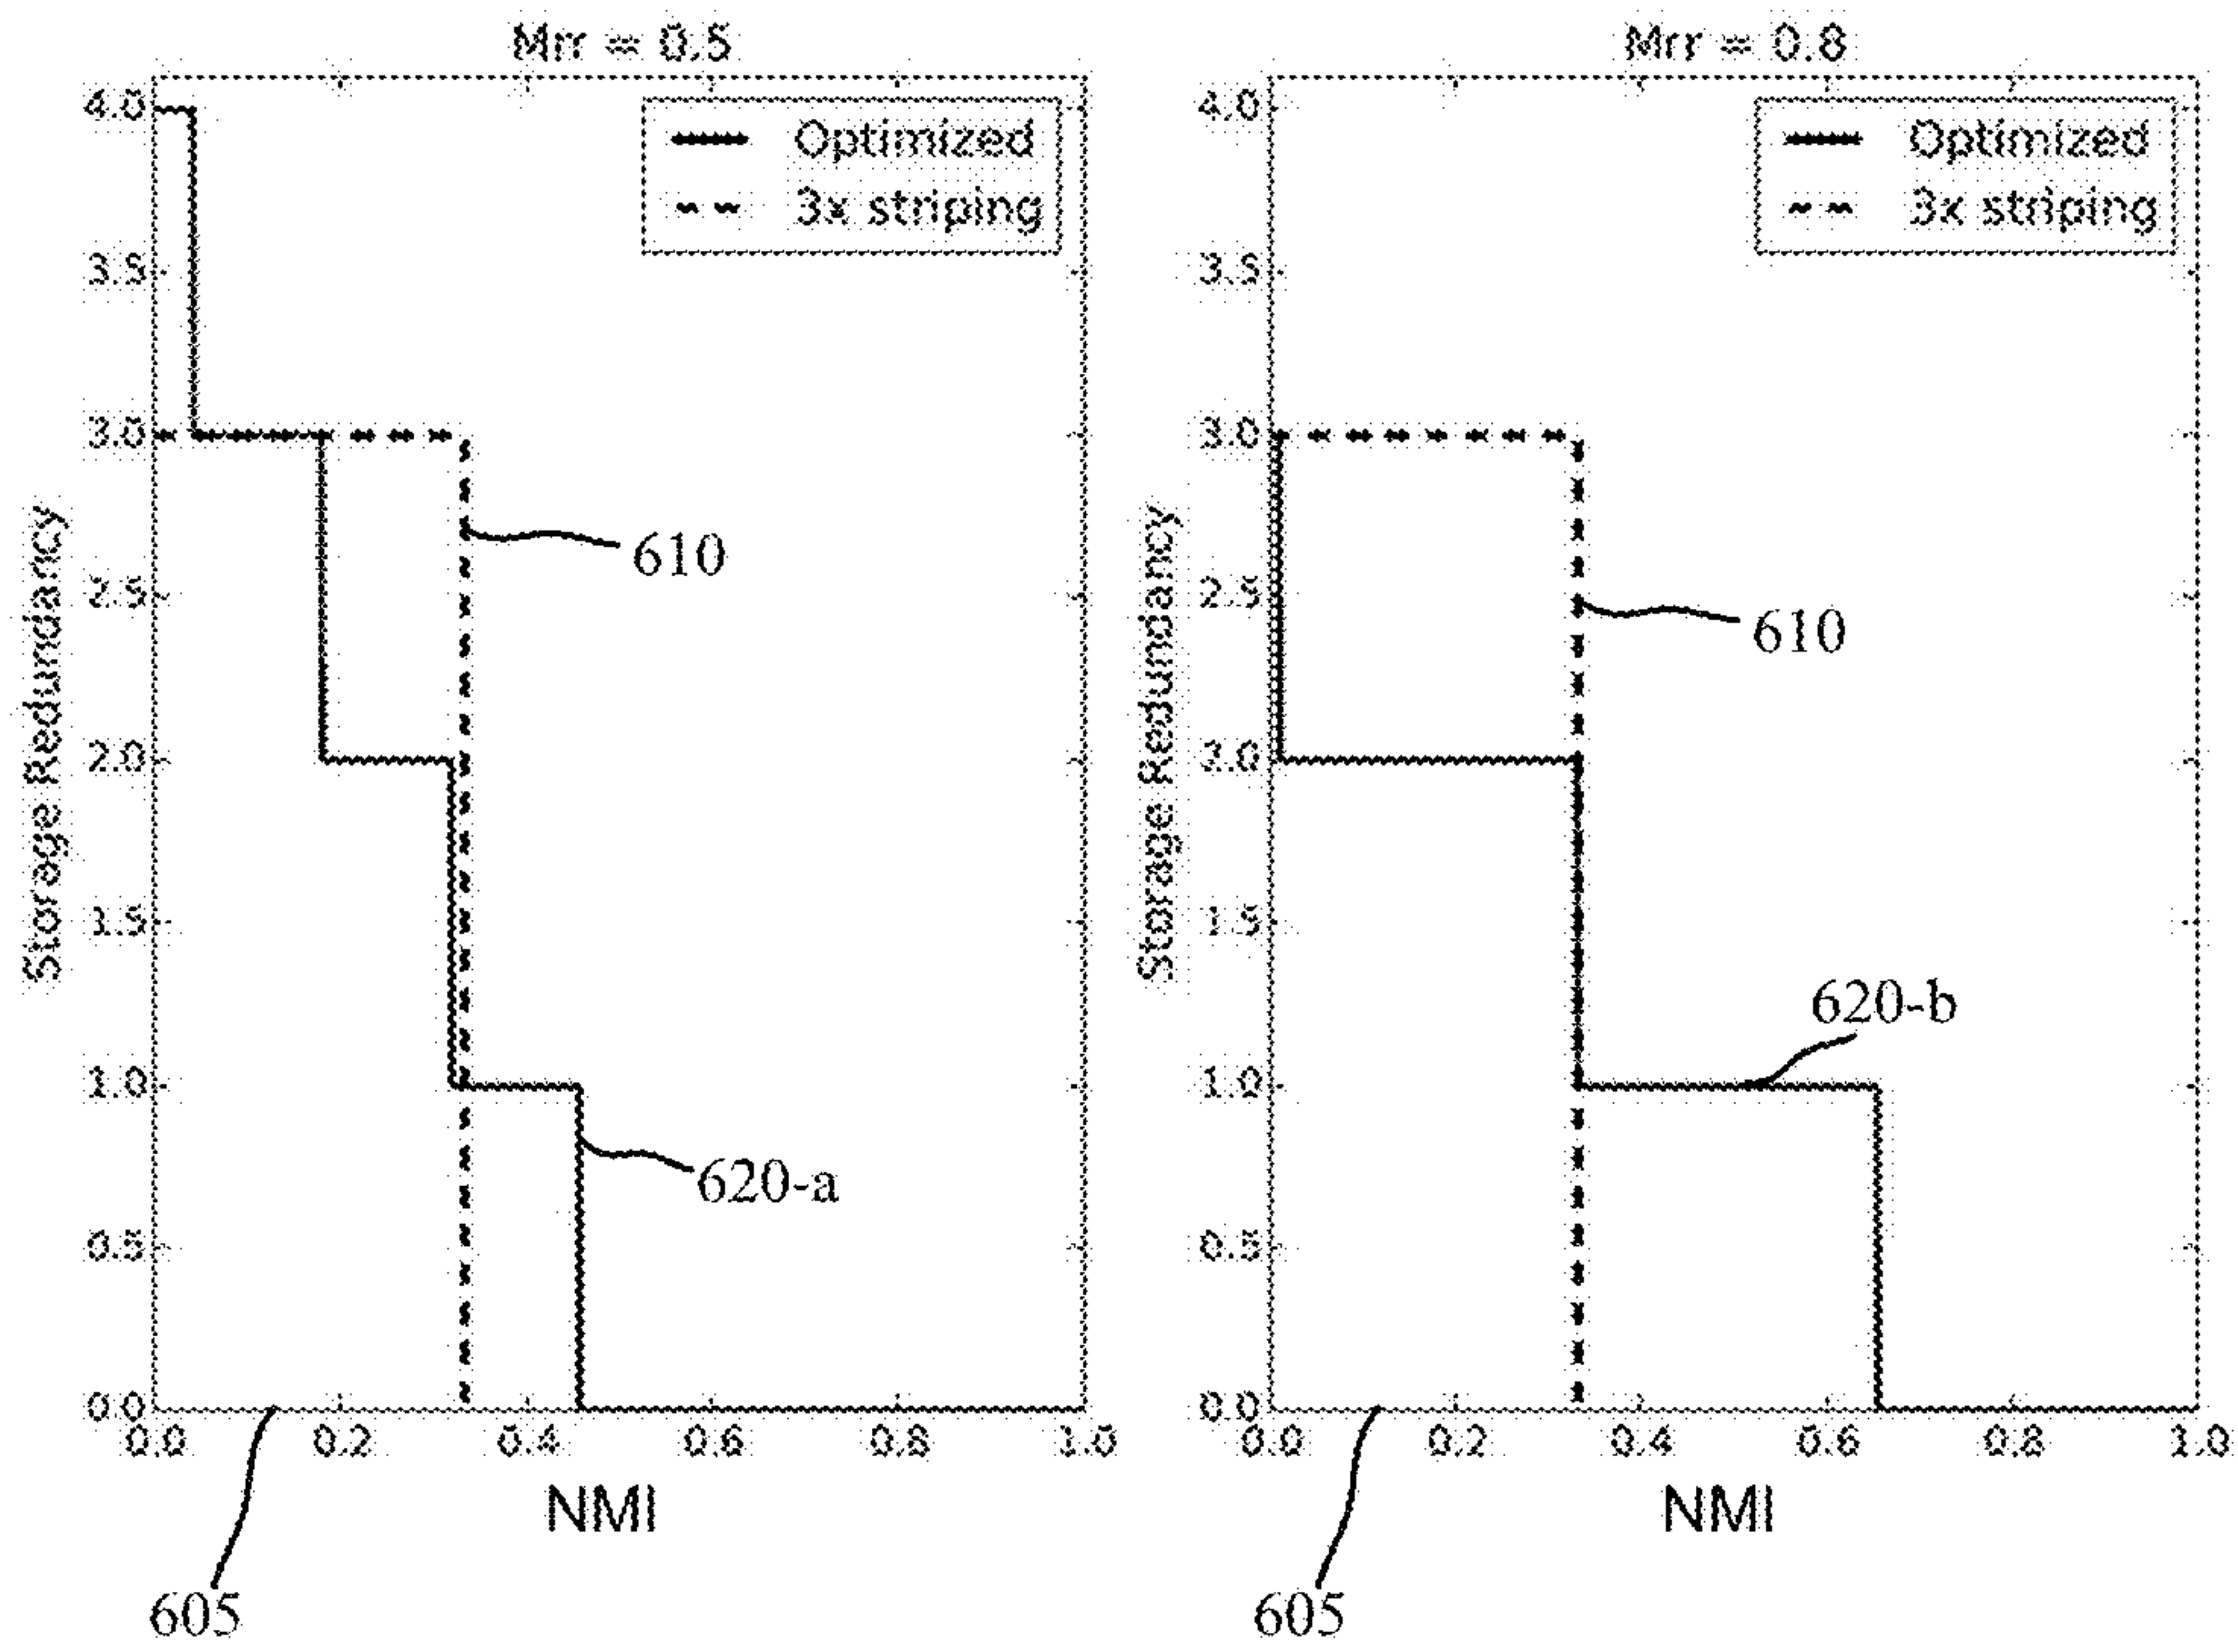 Mrr = 0.5
4.0
3.5
3.0
2.5
2.0
1.5
1.0
0.5
0.0
Storage Redundancy
Optimized
3x striping
610
620-a
0.0 0.2 0.4 0.6 0.8 1.0
NMI
605
Mrr = 0.8
4.0
3.5
3.0
2.5
2.0
1.5
1.0
0.5
0.0
Storage Redundancy
Optimized
3x striping
610
620-b
0.0 0.2 0.4 0.6 0.8 1.0
NMI
605